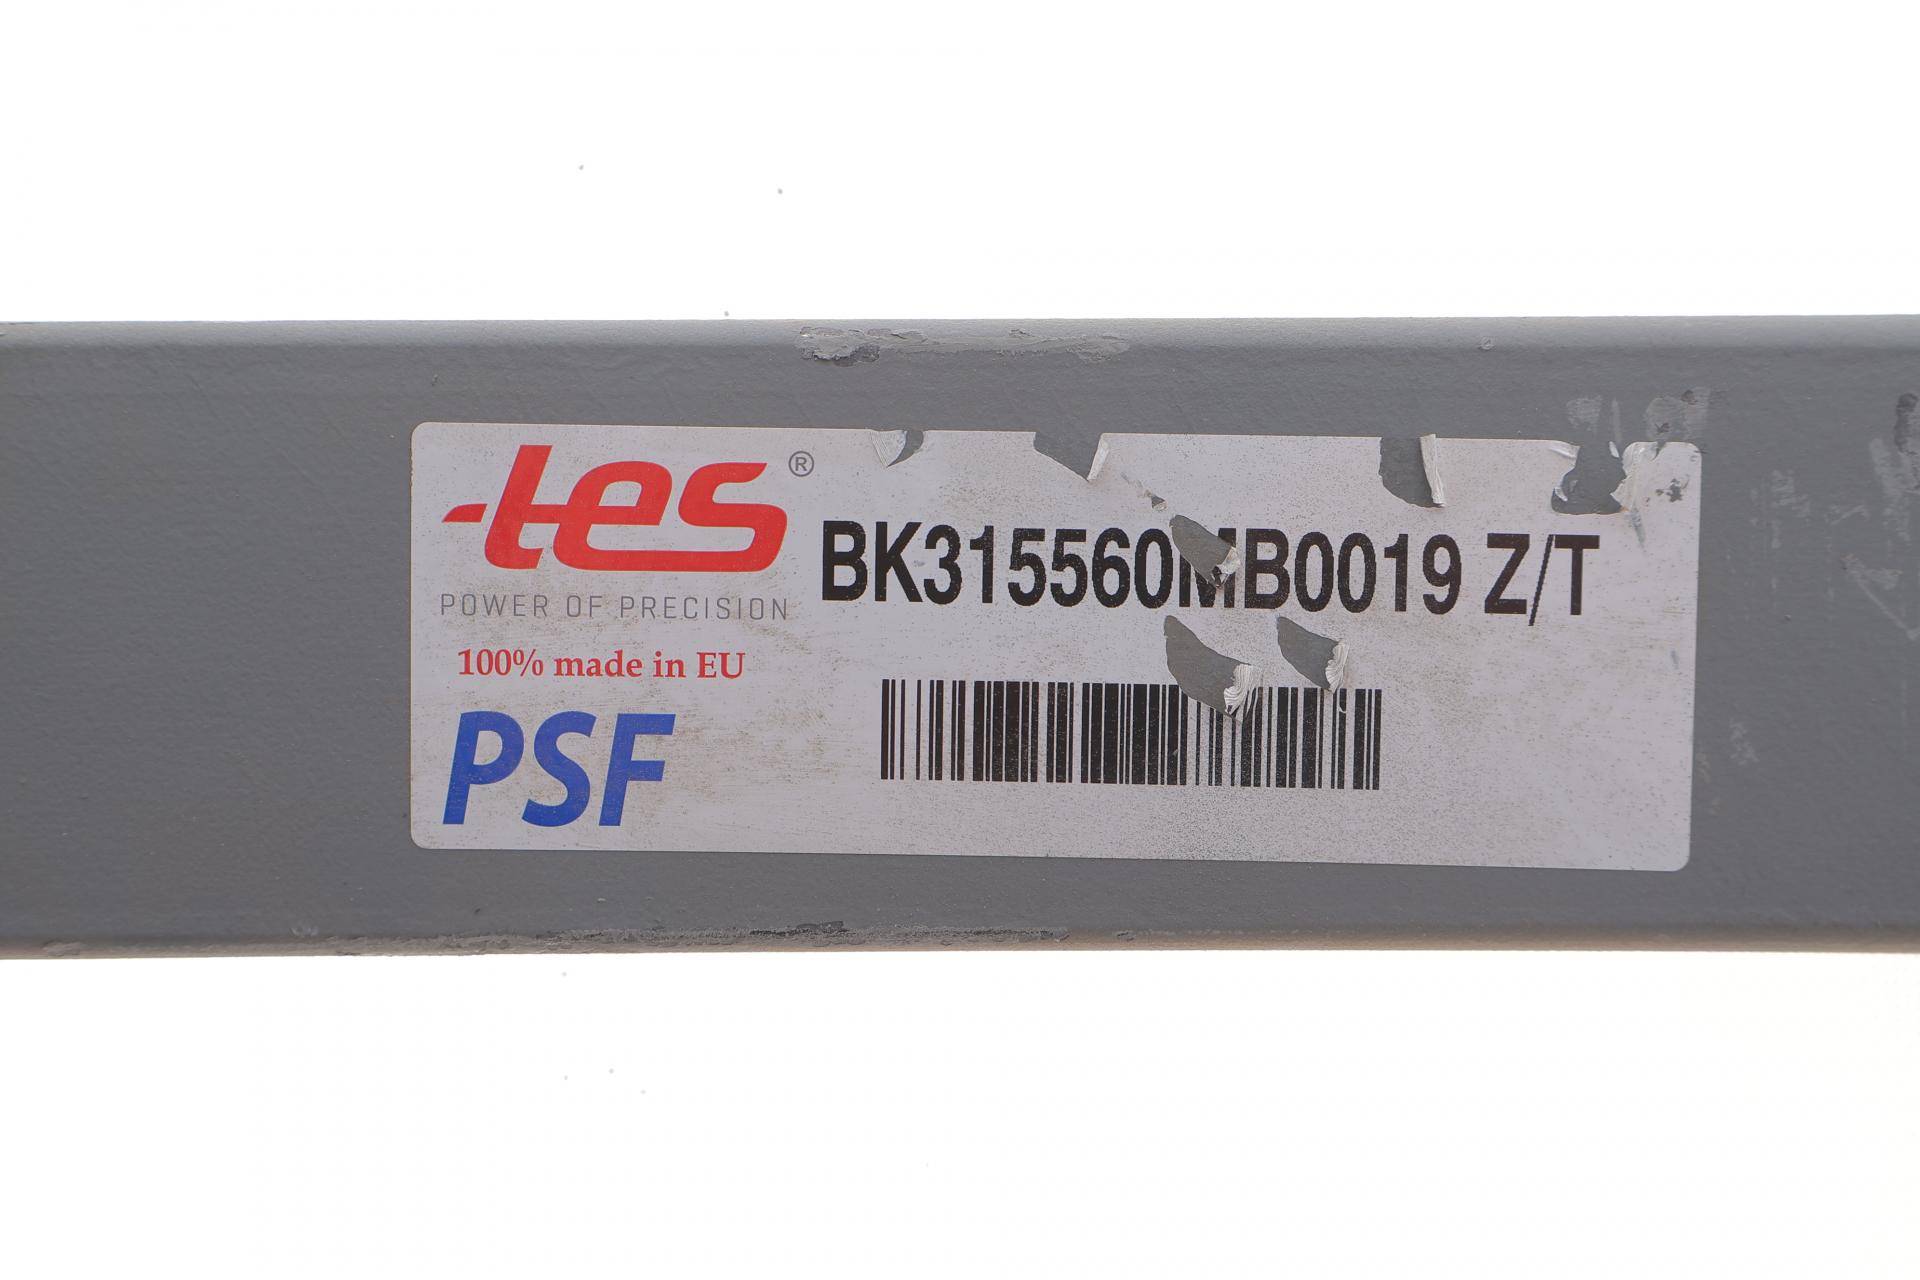 tes®
POWER OF PRECISION
100% made in EU
PSF
BK315560MB0019 Z/T